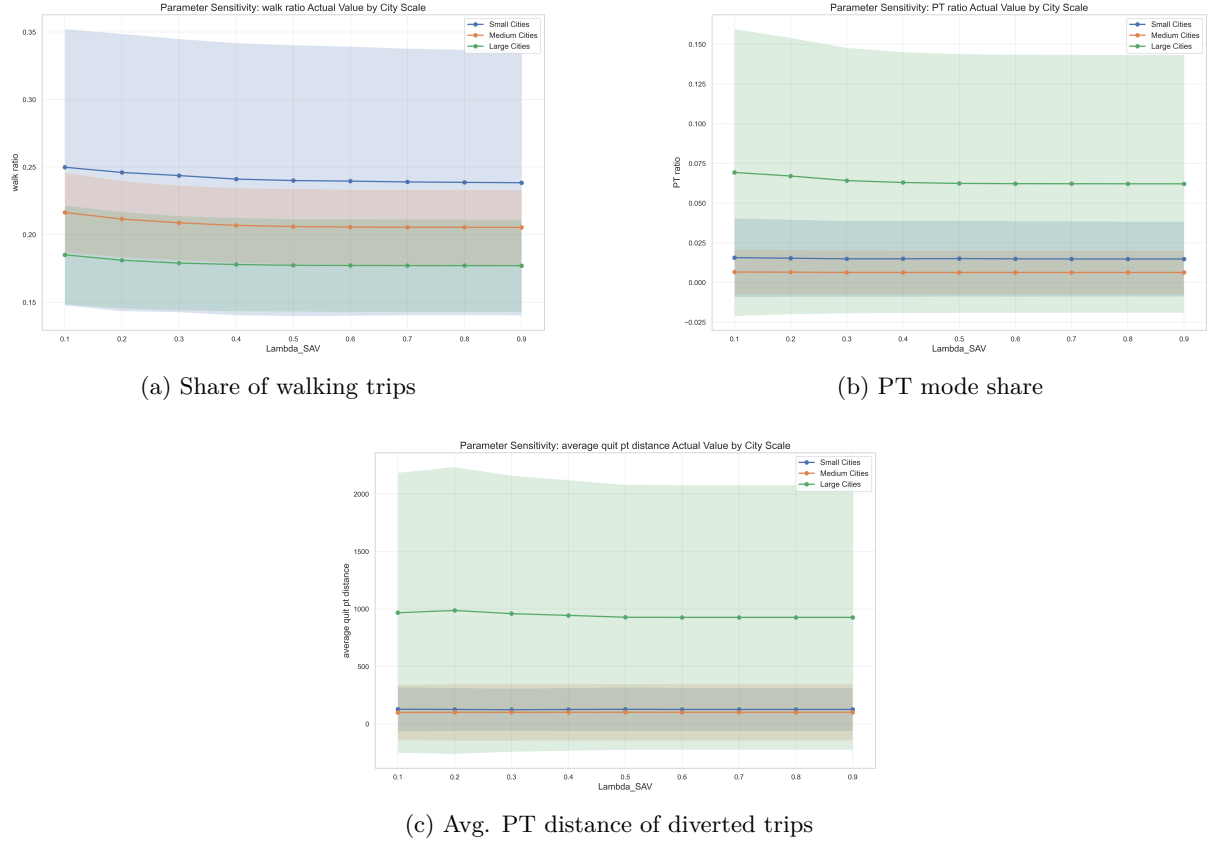 Parameter Sensitivity: walk ratio Actual Value by City Scale
Small Cities
Medium Cities
Large Cities
0.35
0.30
0.25
0.20
0.15
walk ratio
0.1 0.2 0.3 0.4 0.5 0.6 0.7 0.8 0.9
Lambda_SAV
(a) Share of walking trips
Parameter Sensitivity: PT ratio Actual Value by City Scale
Small Cities
Medium Cities
Large Cities
0.150
0.125
0.100
0.075
0.050
0.025
0.000
−0.025
PT ratio
0.1 0.2 0.3 0.4 0.5 0.6 0.7 0.8 0.9
Lambda_SAV
(b) PT mode share
Parameter Sensitivity: average quit pt distance Actual Value by City Scale
Small Cities
Medium Cities
Large Cities
2000
1500
1000
500
0
average quit pt distance
0.1 0.2 0.3 0.4 0.5 0.6 0.7 0.8 0.9
Lambda_SAV
(c) Avg. PT distance of diverted trips